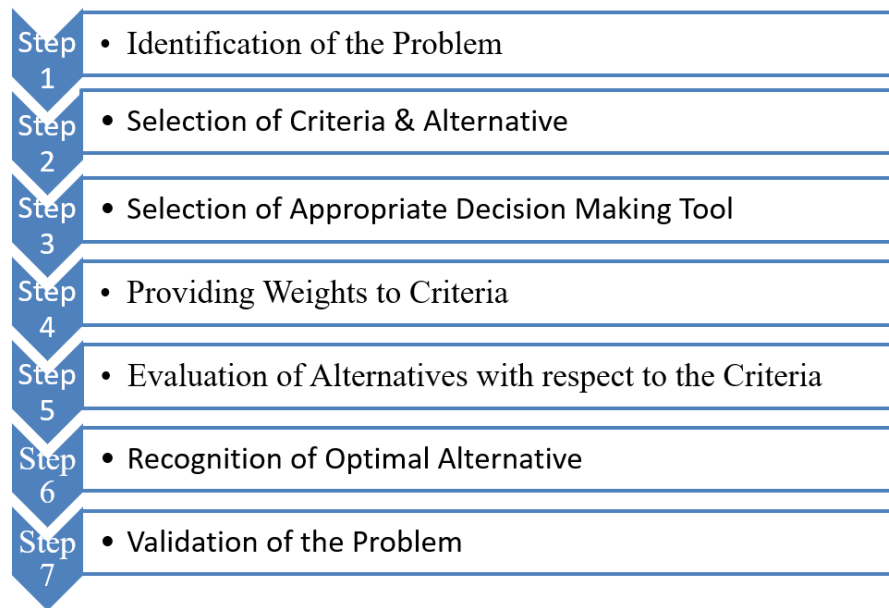 Step 1
• Identification of the Problem
Step 2
• Selection of Criteria & Alternative
Step 3
• Selection of Appropriate Decision Making Tool
Step 4
• Providing Weights to Criteria
Step 5
• Evaluation of Alternatives with respect to the Criteria
Step 6
• Recognition of Optimal Alternative
Step 7
• Validation of the Problem